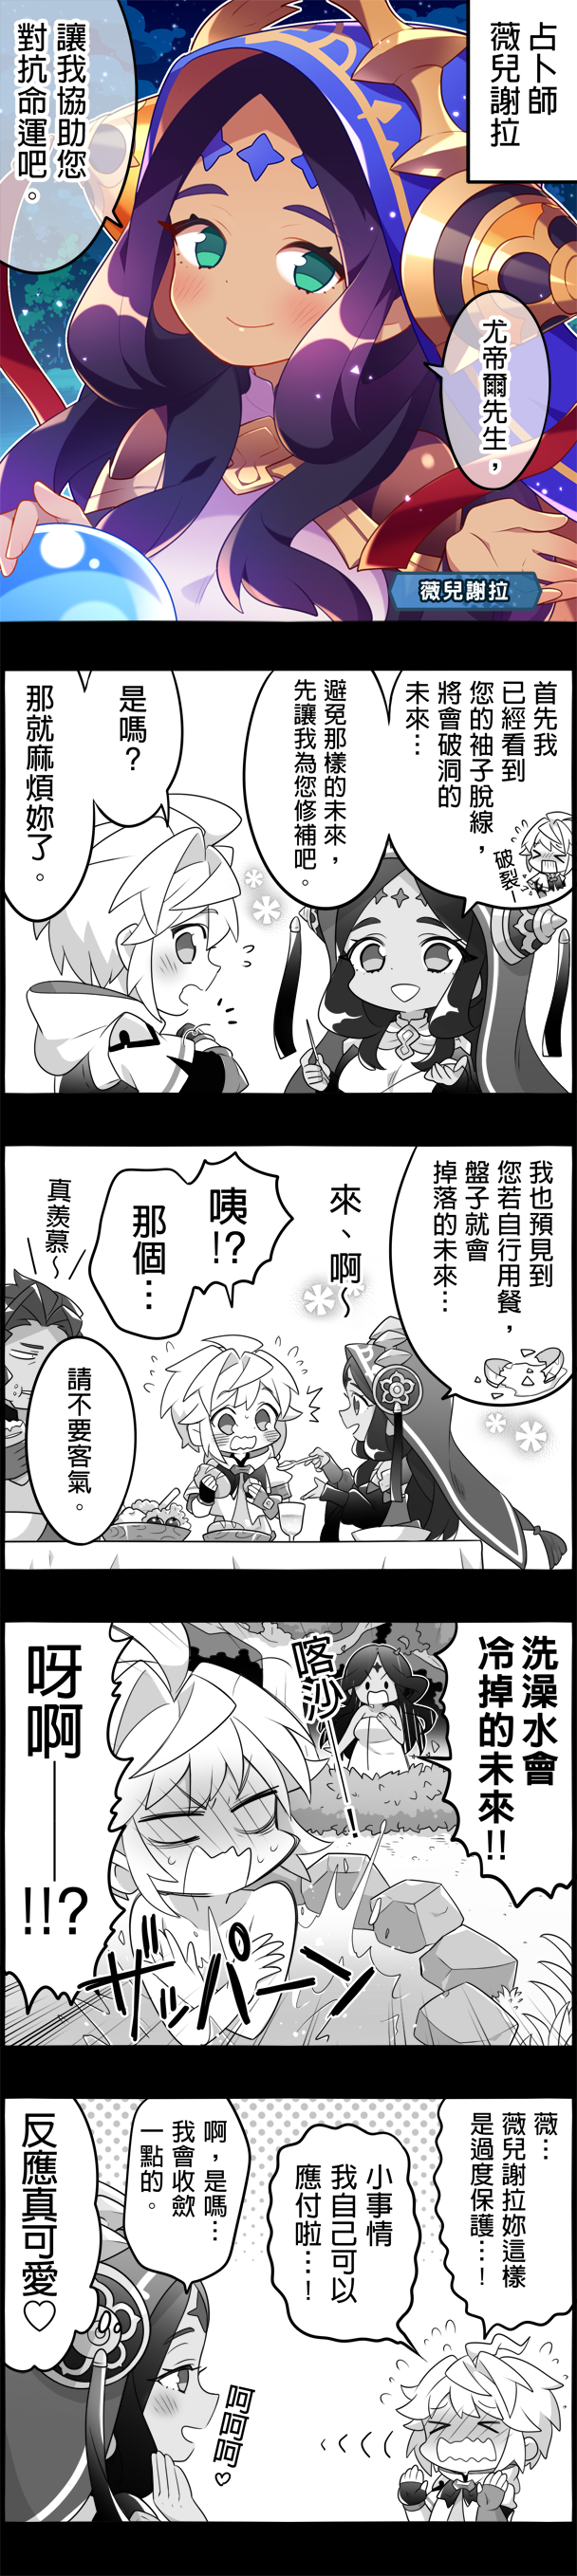 占卜師
薇兒謝拉
尤帝爾先生，
讓我協助您
對抗命運吧。
薇兒謝拉
首先我
已經看到
您的袖子脫線，
將會破洞的
未來…
破裂－
避免那樣的未來，
先讓我為您修補吧。
是嗎？
那就麻煩妳了。
我也預見到
您若自行用餐，
盤子就會
掉落的未來…
來、啊～
咦!?
那個…
請不要客氣。
真羨慕～
洗澡水會
冷掉的未來!!
喀沙──！
呀啊──!!?
ザッパーン
薇…
薇兒謝拉妳這樣
是過度保護…！
小事情
我自己可以
應付啦…！
啊，是嗎…
我會收斂
一點的。
呵呵呵♡
反應真可愛♡